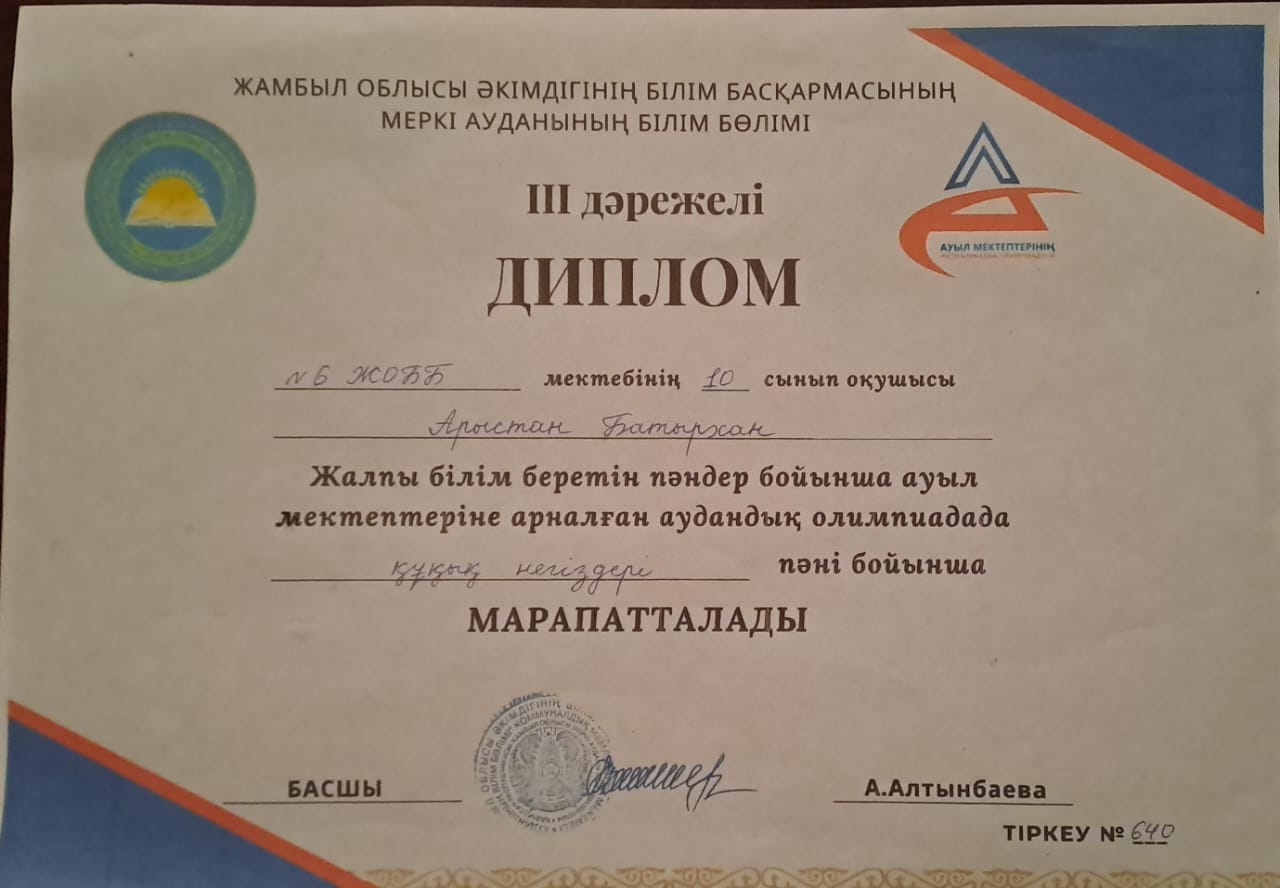 ЖАМБЫЛ ОБЛЫСЫ ӘКІМДІГІНІҢ БІЛІМ БАСҚАРМАСЫНЫҢ
МЕРКІ АУДАНЫНЫҢ БІЛІМ БӨЛІМІ
АУЫЛ МЕКТЕПТЕРІНІҢ
III дәрежелі
ДИПЛОМ
№6 ЖОББ мектебінің 10 сынып оқушысы
Арыстан Батырхан
Жалпы білім беретін пәндер бойынша ауыл
мектептеріне арналған аудандық олимпиадада
құқық негіздері пәні бойынша
МАРАПАТТАЛАДЫ
БАСШЫ А.Алтынбаева
ТІРКЕУ № 640